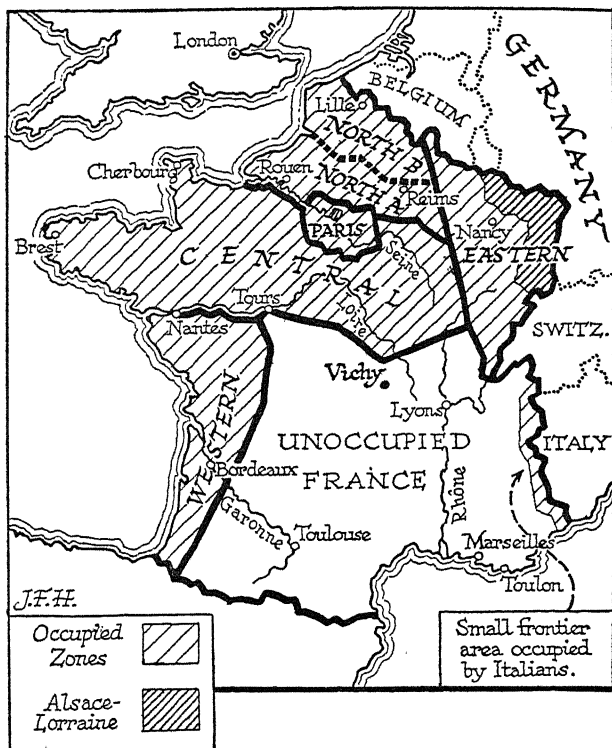 London
GERMANY
BELGIUM
Lille
NORTH B
Cherbourg
Rouen
NORTH A
Reims
PARIS
Nancy
EASTERN
Brest
CENTRAL
Seine
Tours
Loire
Nantes
SWITZ.
Vichy
Lyons
WESTERN
UNOCCUPIED
FRANCE
ITALY
Bordeaux
Rhône
Garonne
Toulouse
Marseilles
Toulon
J.F.H.
Occupied
Zones
Alsace-
Lorraine
Small frontier
area occupied
by Italians.